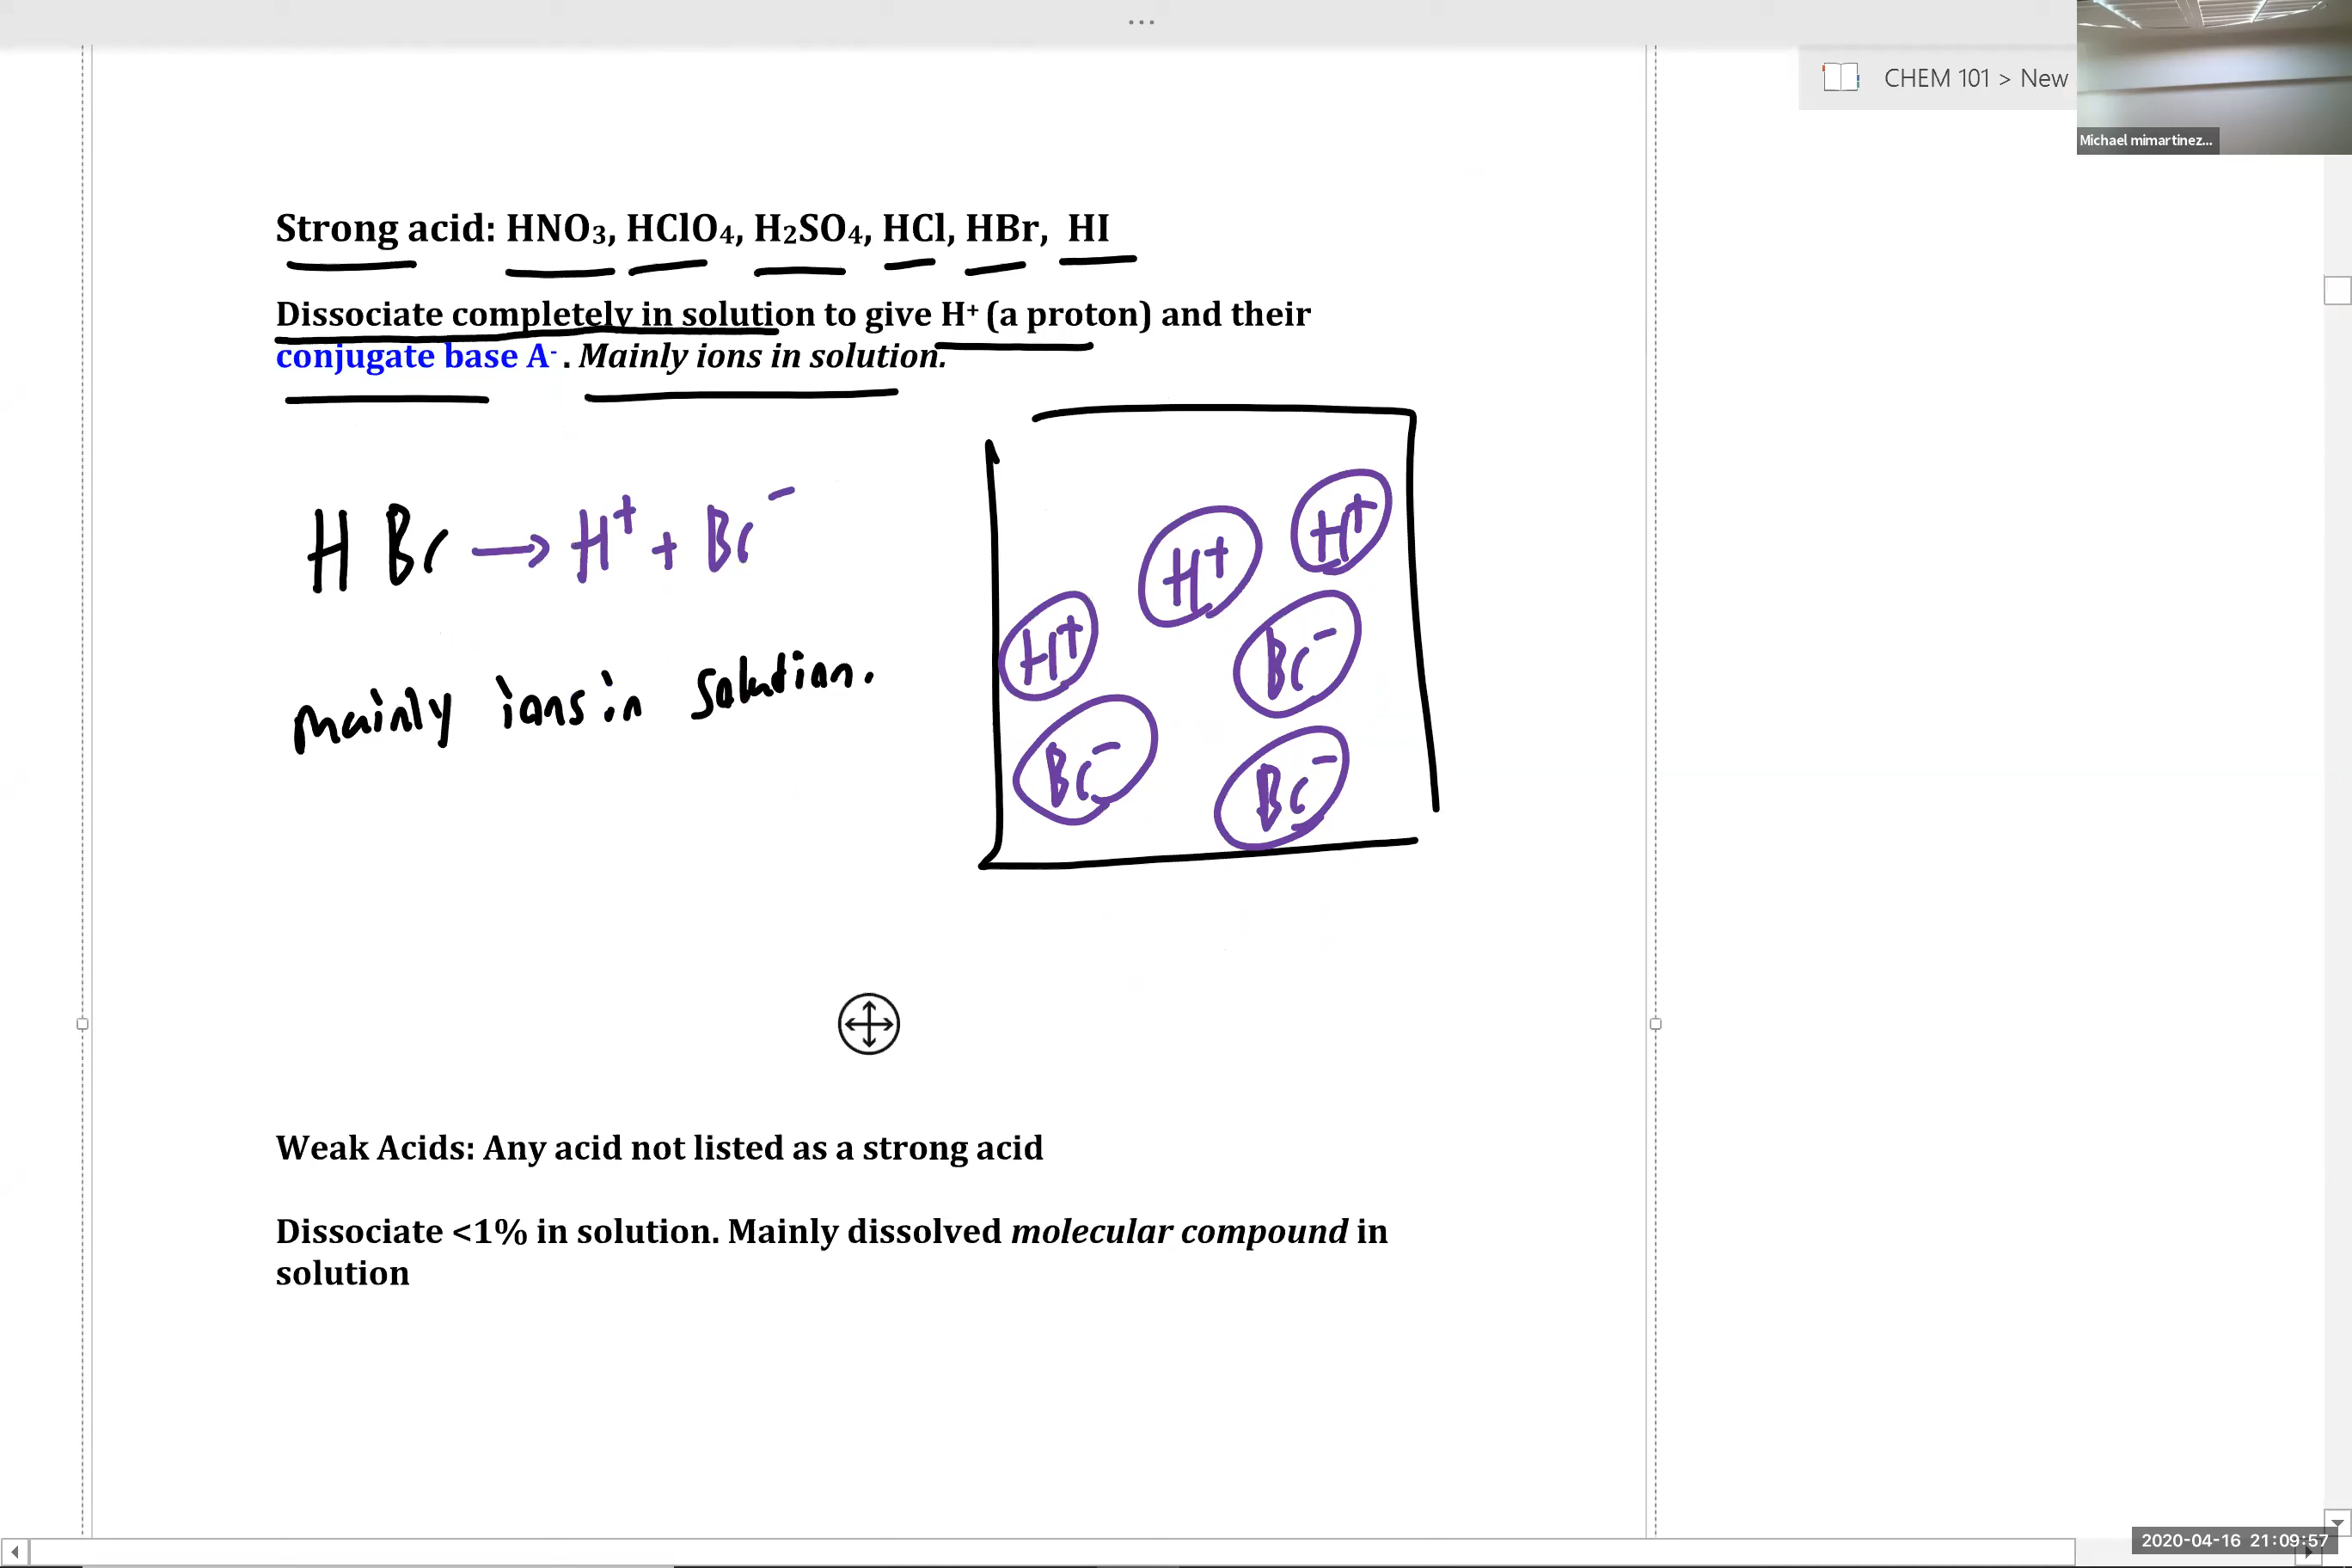 CHEM 101 > New
Michael mimartinez...
Strong acid: HNO₃, HClO₄, H₂SO₄, HCl, HBr, HI
Dissociate completely in solution to give H⁺ (a proton) and their
conjugate base A⁻ . Mainly ions in solution.
H Br → H⁺ + Br⁻
mainly ions in solution.
H⁺
H⁺
H⁺
Br⁻
Br⁻
Br⁻
Weak Acids: Any acid not listed as a strong acid
Dissociate <1% in solution. Mainly dissolved molecular compound in
solution
2020-04-16 21:09:57